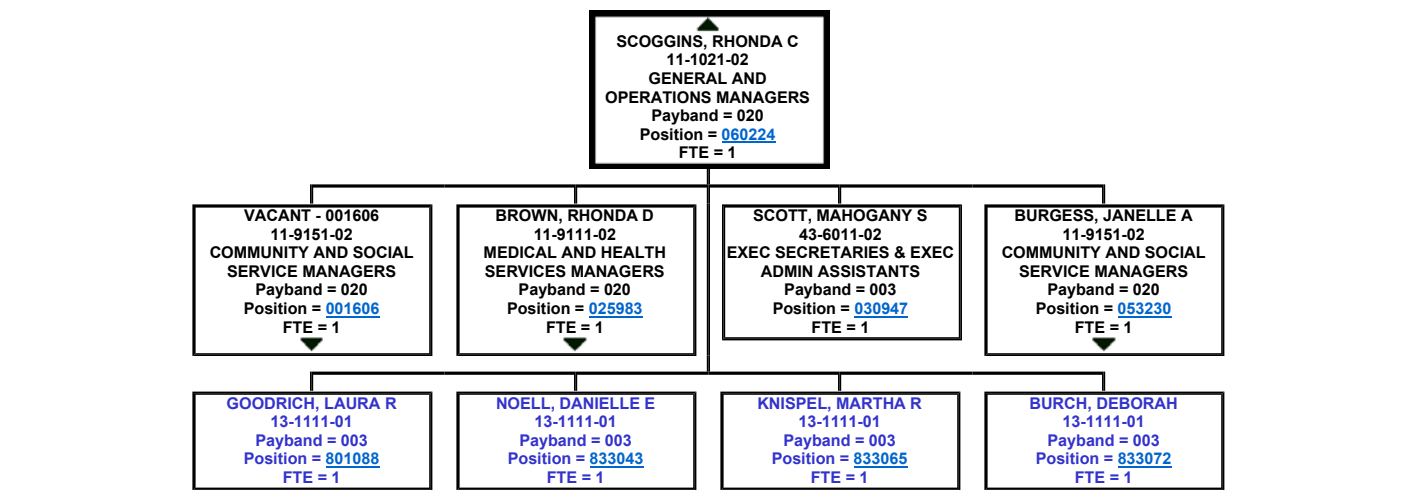 SCOGGINS, RHONDA C
11-1021-02
GENERAL AND
OPERATIONS MANAGERS
Payband = 020
Position = 060224
FTE = 1
VACANT - 001606
11-9151-02
COMMUNITY AND SOCIAL
SERVICE MANAGERS
Payband = 020
Position = 001606
FTE = 1
BROWN, RHONDA D
11-9111-02
MEDICAL AND HEALTH
SERVICES MANAGERS
Payband = 020
Position = 025983
FTE = 1
SCOTT, MAHOGANY S
43-6011-02
EXEC SECRETARIES & EXEC
ADMIN ASSISTANTS
Payband = 003
Position = 030947
FTE = 1
BURGESS, JANELLE A
11-9151-02
COMMUNITY AND SOCIAL
SERVICE MANAGERS
Payband = 020
Position = 053230
FTE = 1
GOODRICH, LAURA R
13-1111-01
Payband = 003
Position = 801088
FTE = 1
NOELL, DANIELLE E
13-1111-01
Payband = 003
Position = 833043
FTE = 1
KNISPEL, MARTHA R
13-1111-01
Payband = 003
Position = 833065
FTE = 1
BURCH, DEBORAH
13-1111-01
Payband = 003
Position = 833072
FTE = 1